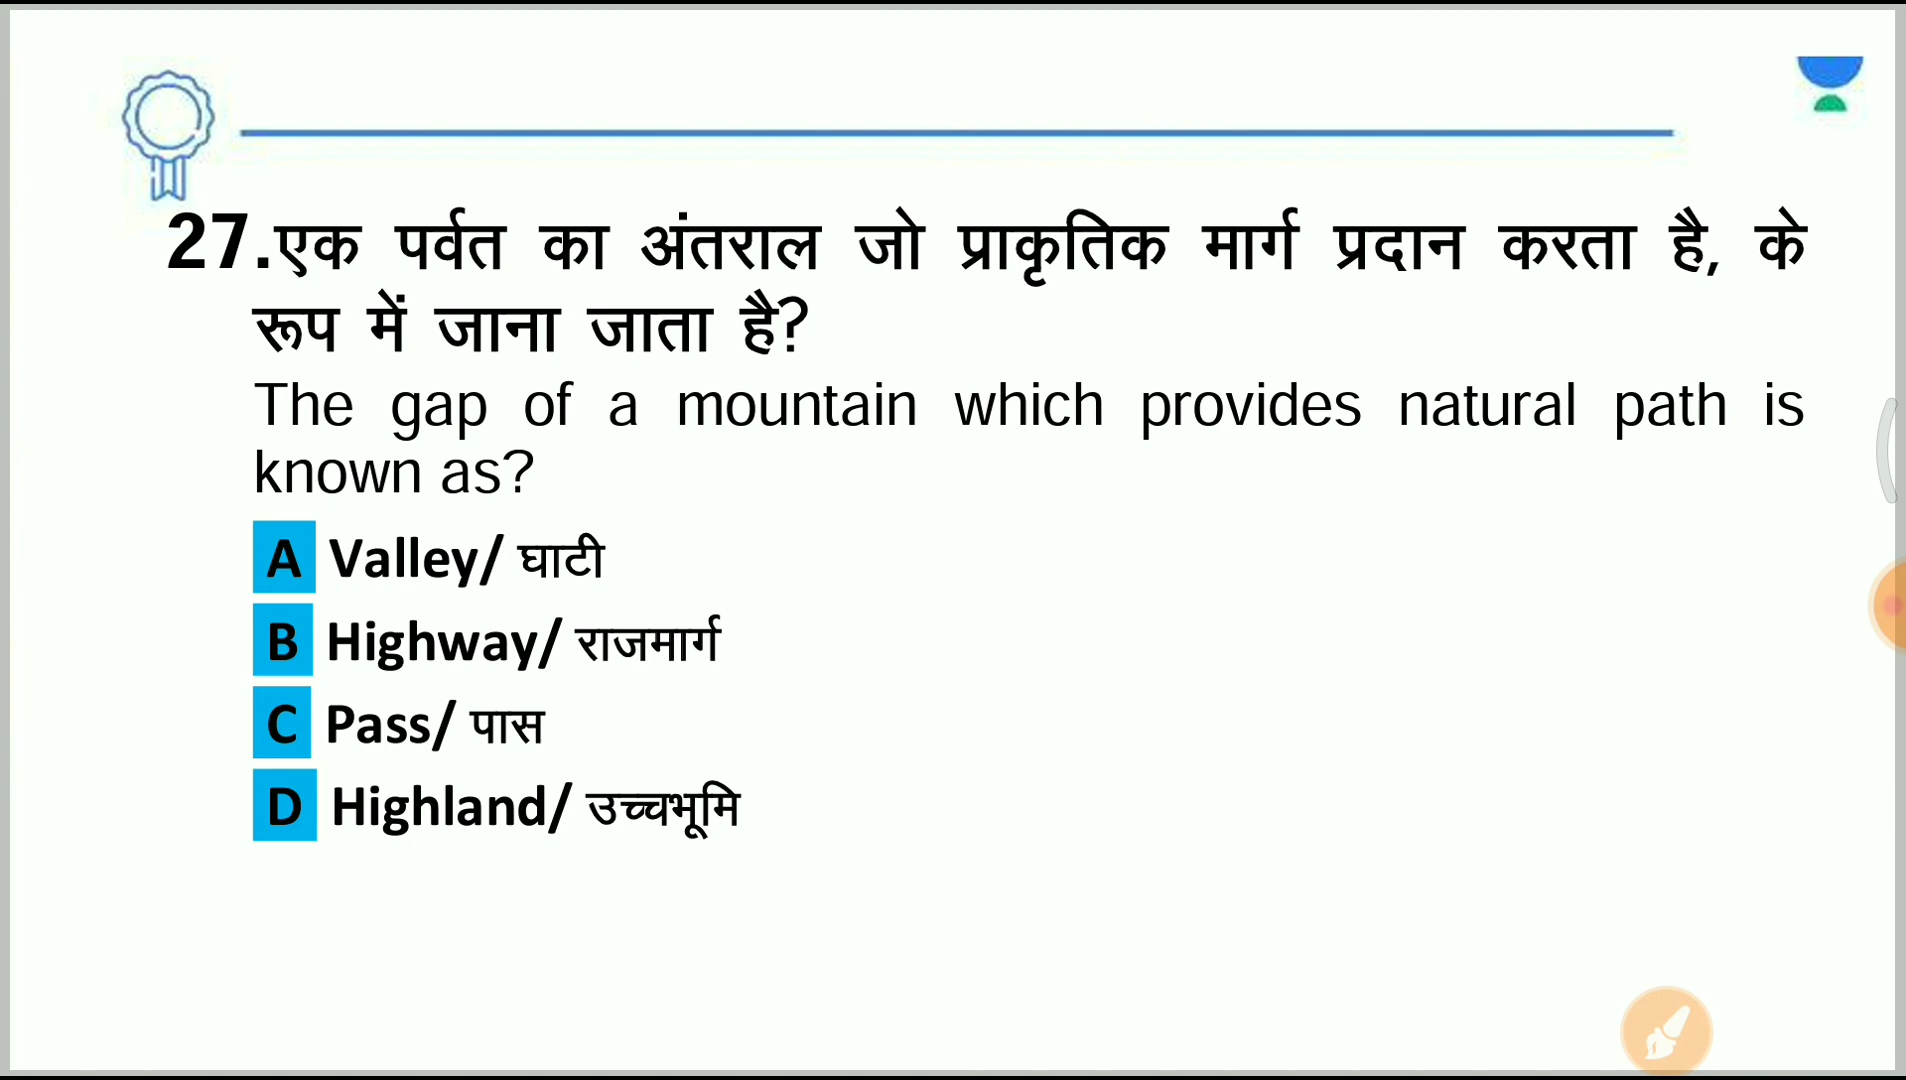 27.एक पर्वत का अंतराल जो प्राकृतिक मार्ग प्रदान करता है, के
रूप में जाना जाता है?
The gap of a mountain which provides natural path is
known as?
A Valley/ घाटी
B Highway/ राजमार्ग
C Pass/ पास
D Highland/ उच्चभूमि